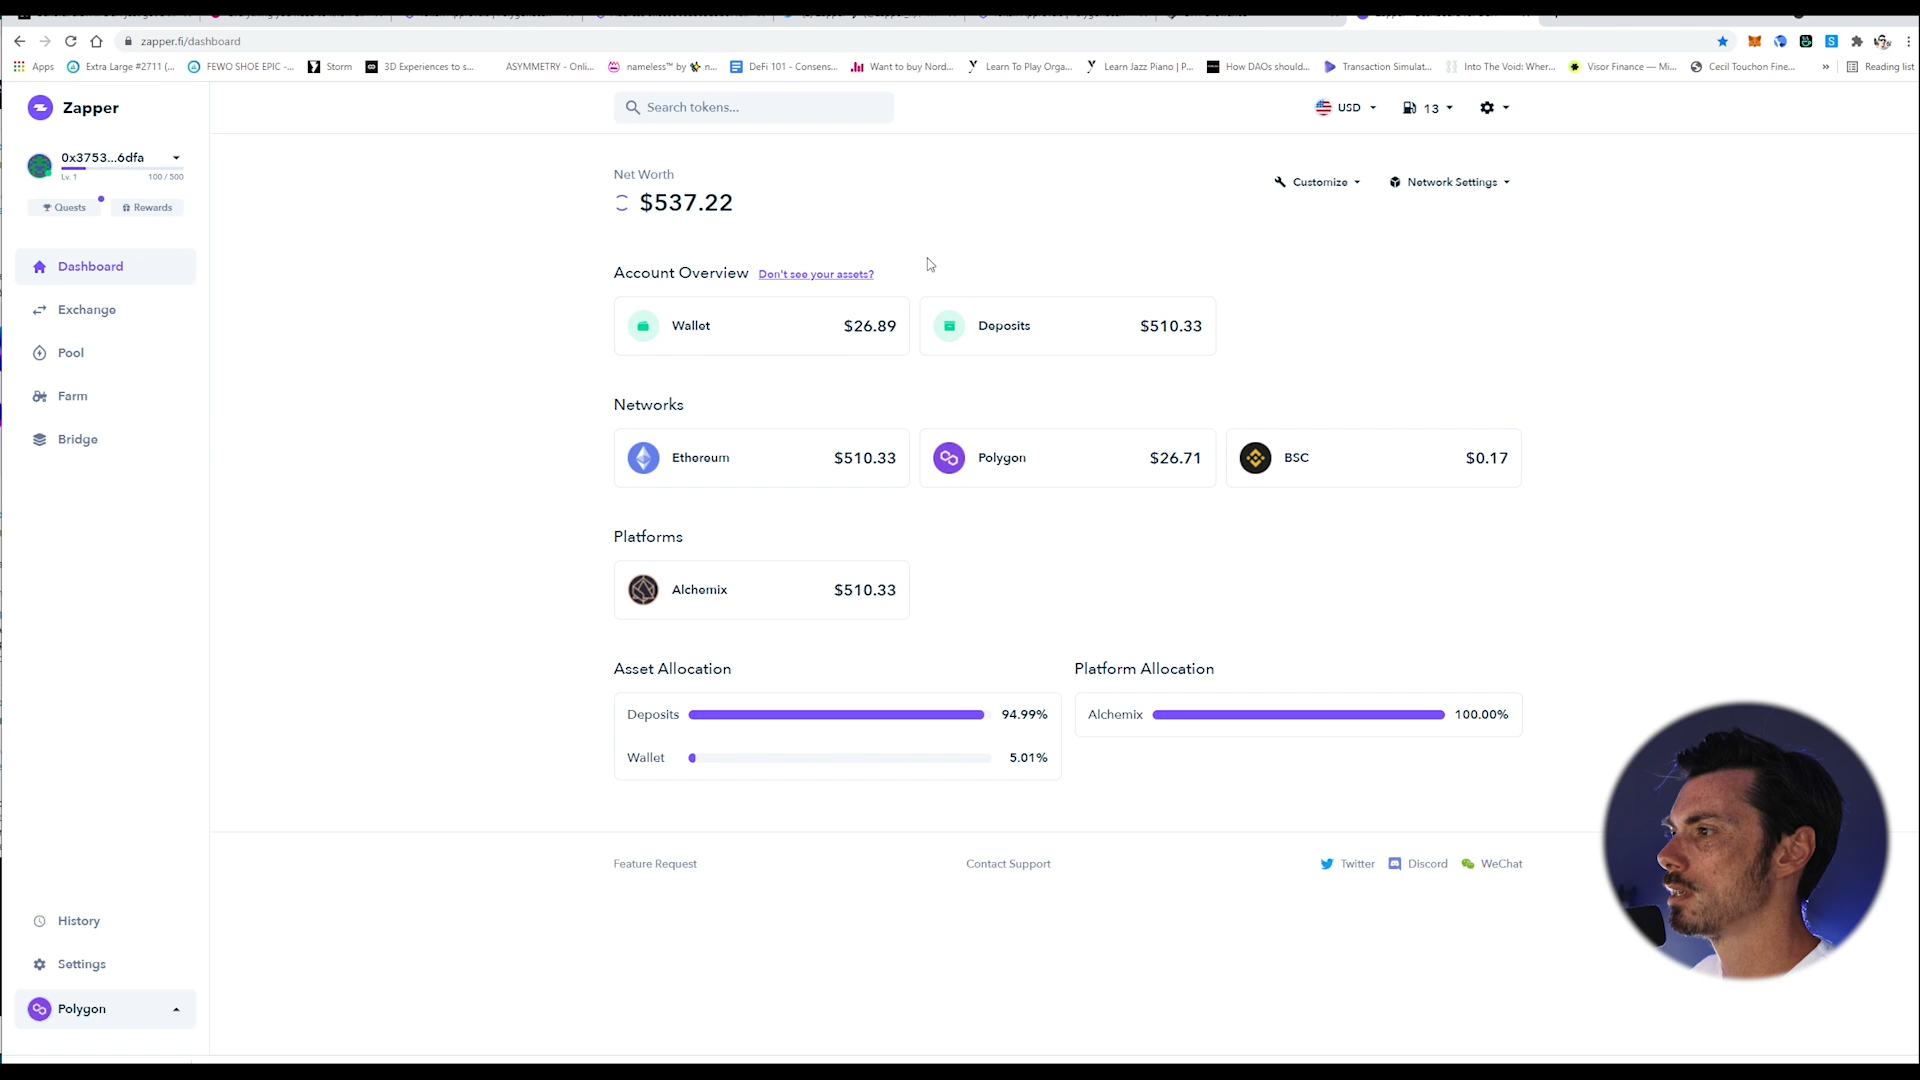 zapper.fi/dashboard
Apps
Extra Large #2711 (...
FEWO SHOE EPIC -...
Storm
3D Experiences to s...
ASYMMETRY - Onli...
nameless™ by n...
DeFi 101 - Consens...
Want to buy Nord...
Learn To Play Orga...
Learn Jazz Piano | P...
How DAOs should...
Transaction Simulat...
Into The Void: Wher...
Visor Finance — Mi...
Cecil Touchon Fine...
»
Reading list
Zapper
Search tokens...
USD
13
0x3753...6dfa
Lv. 1
100 / 500
Quests
Rewards
Dashboard
Exchange
Pool
Farm
Bridge
Net Worth
$537.22
Customize
Network Settings
Account Overview Don't see your assets?
Wallet $26.89
Deposits $510.33
Networks
Ethereum $510.33
Polygon $26.71
BSC $0.17
Platforms
Alchemix $510.33
Asset Allocation
Deposits 94.99%
Wallet 5.01%
Platform Allocation
Alchemix 100.00%
Feature Request
Contact Support
Twitter
Discord
WeChat
History
Settings
Polygon